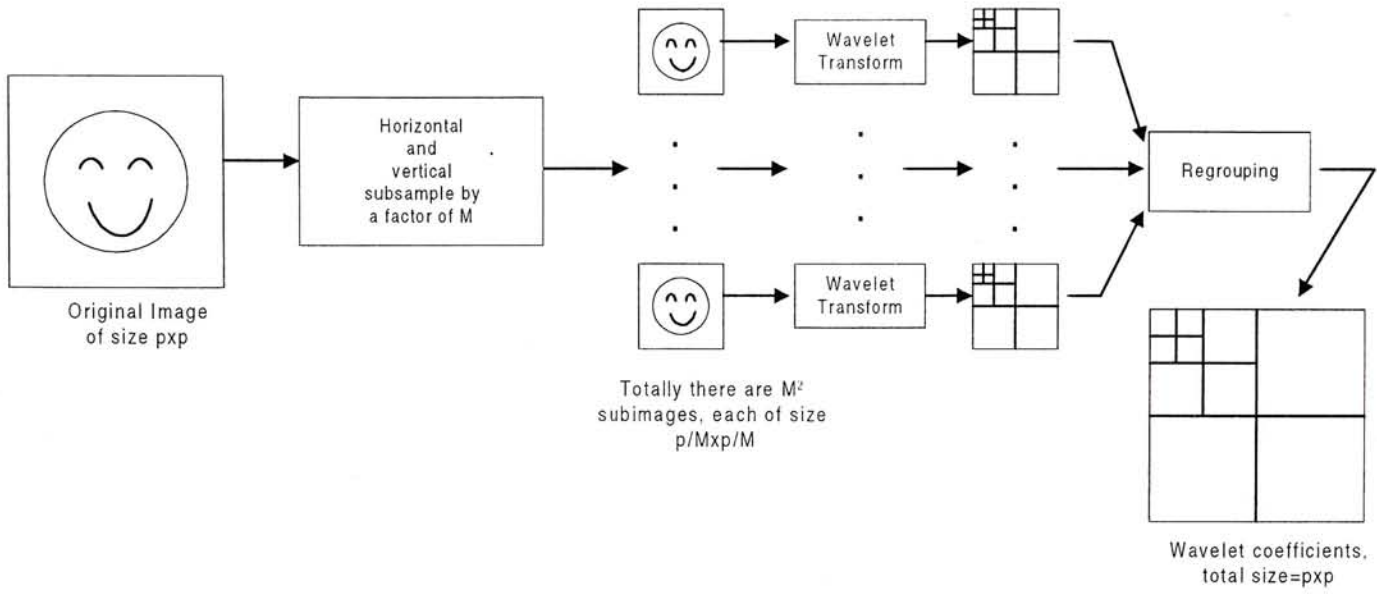 Wavelet
Transform
Horizontal
and
vertical
subsample by
a factor of M
Regrouping
Wavelet
Transform
Original Image
of size pxp
Totally there are M²
subimages, each of size
p/Mxp/M
Wavelet coefficients,
total size=pxp